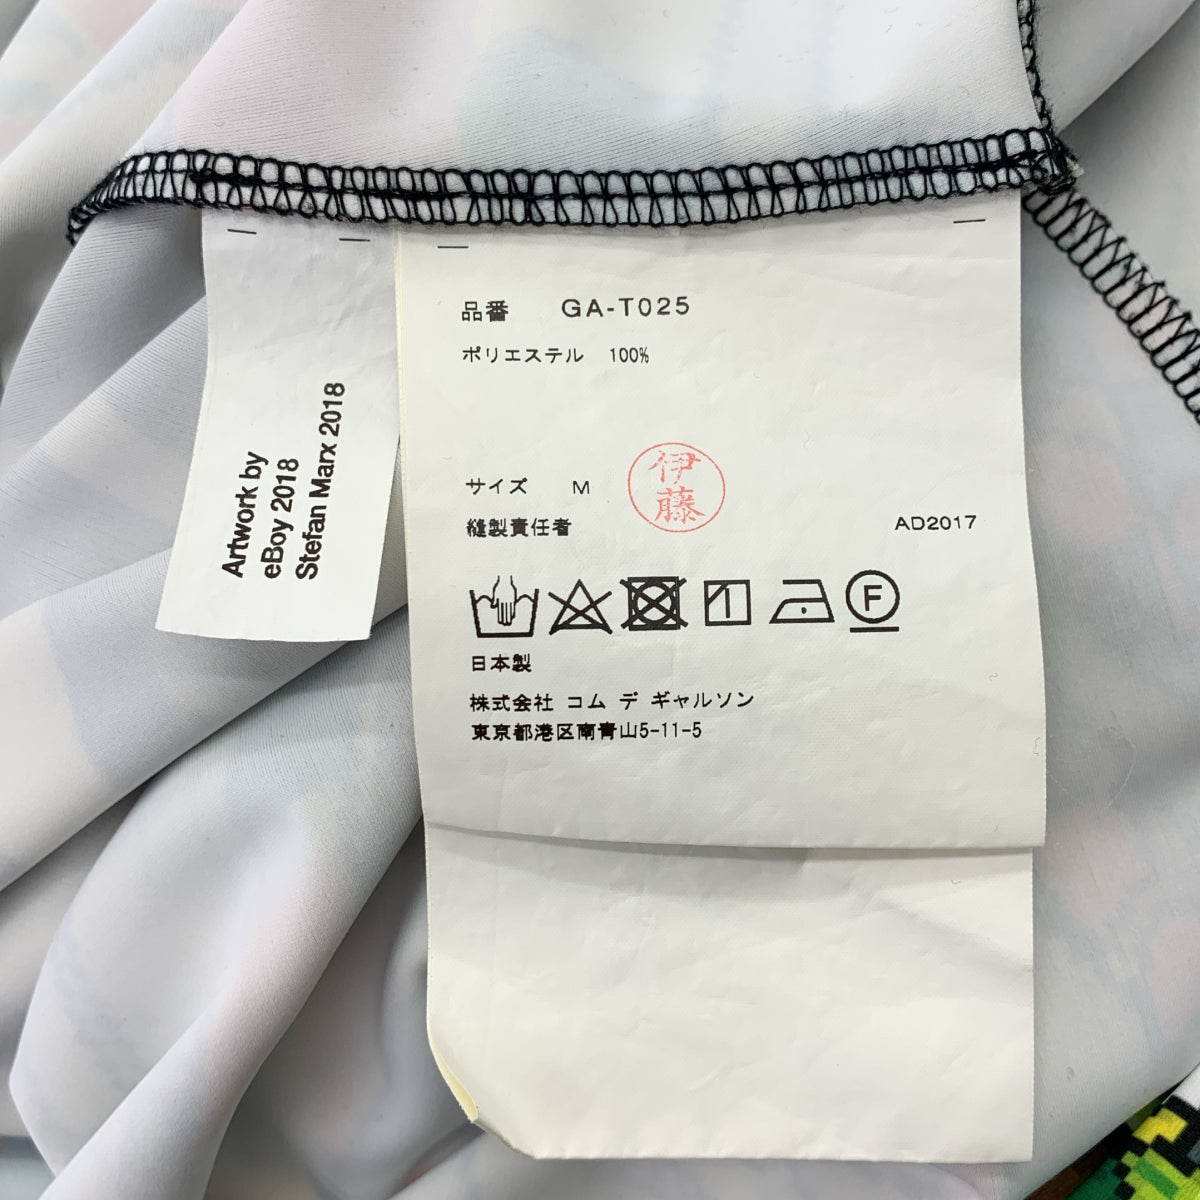 Artwork by
eBoy 2018
Stefan Marx 2018
品番 GA-T025
ポリエステル 100%
サイズ M
伊藤
縫製責任者
AD2017
F
日本製
株式会社 コム デ ギャルソン
東京都港区南青山5-11-5